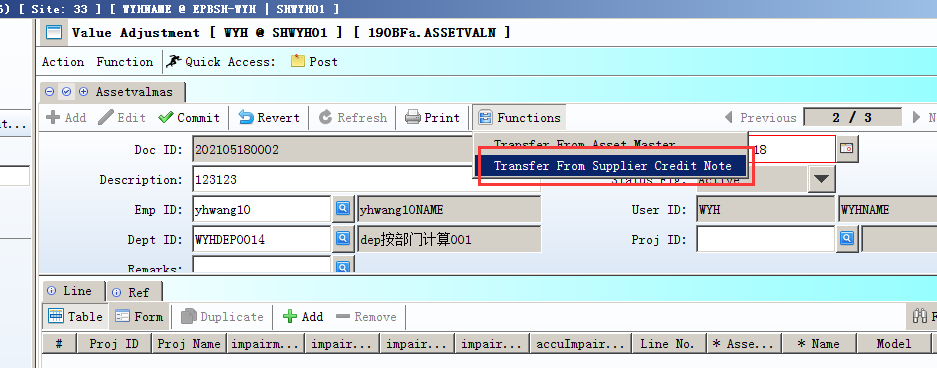 ) [ Site: 33 ] [ WYHNAME @ EPBSH-WYH | SHWYH01 ]
Value Adjustment [ WYH @ SHWYH01 ] [ 190BFa.ASSETVALN ]
Action Function Quick Access: Post
Assetvalmas
Add Edit Commit Revert Refresh Print Functions Previous 2 / 3 N
Transfer From Asset Master
Transfer From Supplier Credit Note
Doc ID: 202105180002 18
Description: 123123 Status Flg: Active
Emp ID: yhwang10 yhwang10NAME User ID: WYH WYHNAME
Dept ID: WYHDEP0014 dep按部门计算001 Proj ID:
Remarks:
Line Ref
Table Form Duplicate Add Remove
# Proj ID Proj Name impairm... impair... impair... impair... accuImpair... Line No. * Asse... * Name Model